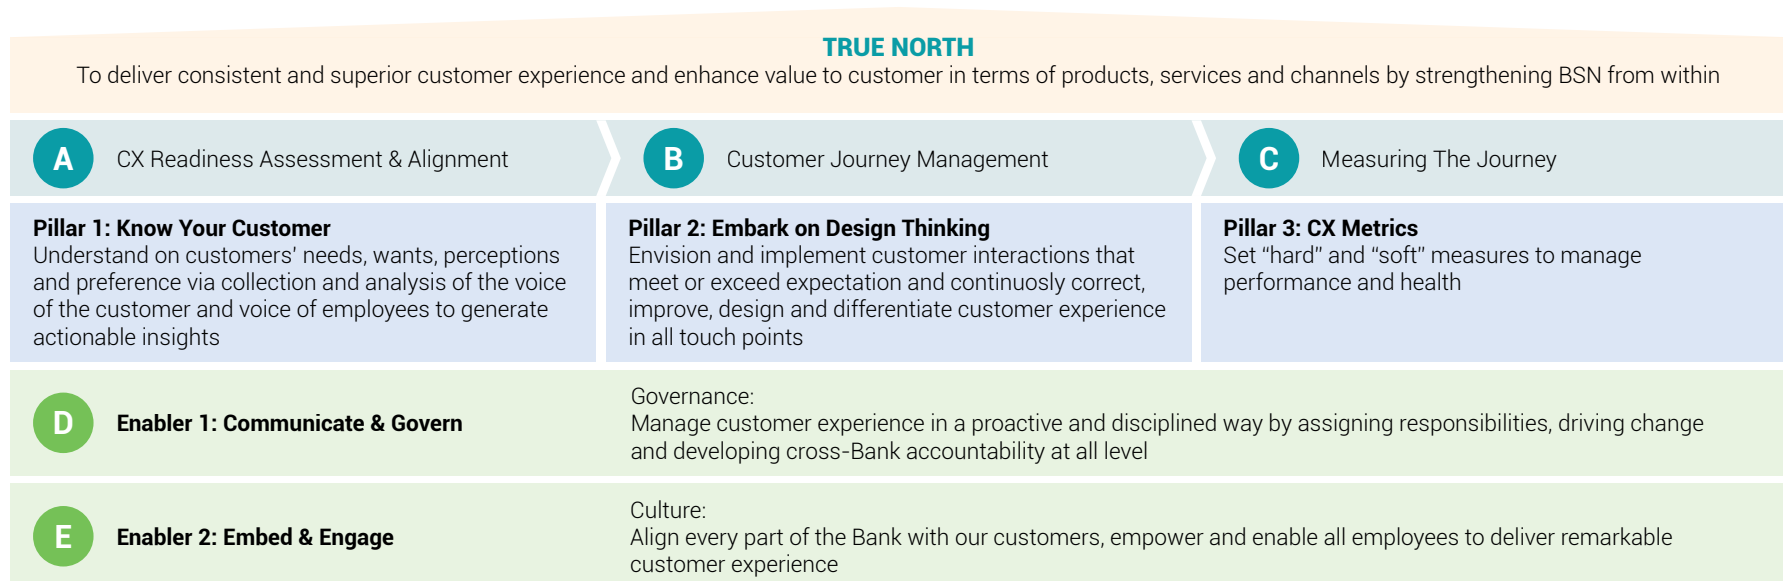 TRUE NORTH
To deliver consistent and superior customer experience and enhance value to customer in terms of products, services and channels by strengthening BSN from within
A
CX Readiness Assessment & Alignment
B
Customer Journey Management
C
Measuring The Journey
Pillar 1: Know Your Customer
Understand on customers’ needs, wants, perceptions
and preference via collection and analysis of the voice
of the customer and voice of employees to generate
actionable insights
Pillar 2: Embark on Design Thinking
Envision and implement customer interactions that
meet or exceed expectation and continuosly correct,
improve, design and differentiate customer experience
in all touch points
Pillar 3: CX Metrics
Set “hard” and “soft” measures to manage
performance and health
D
Enabler 1: Communicate & Govern
Governance:
Manage customer experience in a proactive and disciplined way by assigning responsibilities, driving change
and developing cross-Bank accountability at all level
E
Enabler 2: Embed & Engage
Culture:
Align every part of the Bank with our customers, empower and enable all employees to deliver remarkable
customer experience